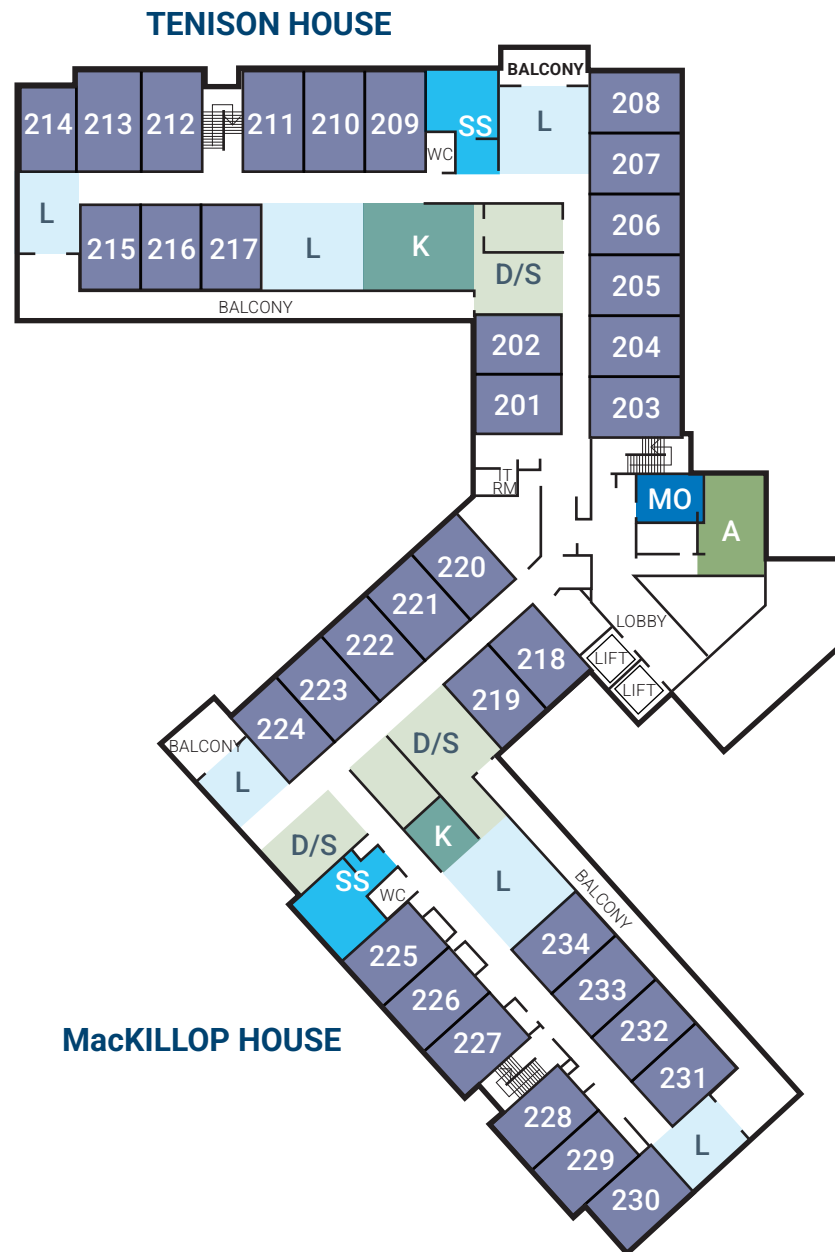 TENISON HOUSE
BALCONY
214
213
212
211
210
209
SS
WC
L
208
207
206
205
204
203
L
215
216
217
L
K
D/S
BALCONY
202
201
IT
RM
MO
A
220
221
222
223
224
LOBBY
LIFT
LIFT
218
219
BALCONY
L
D/S
D/S
K
L
SS
WC
BALCONY
225
226
227
234
233
232
231
MacKILLOP HOUSE
228
229
230
L